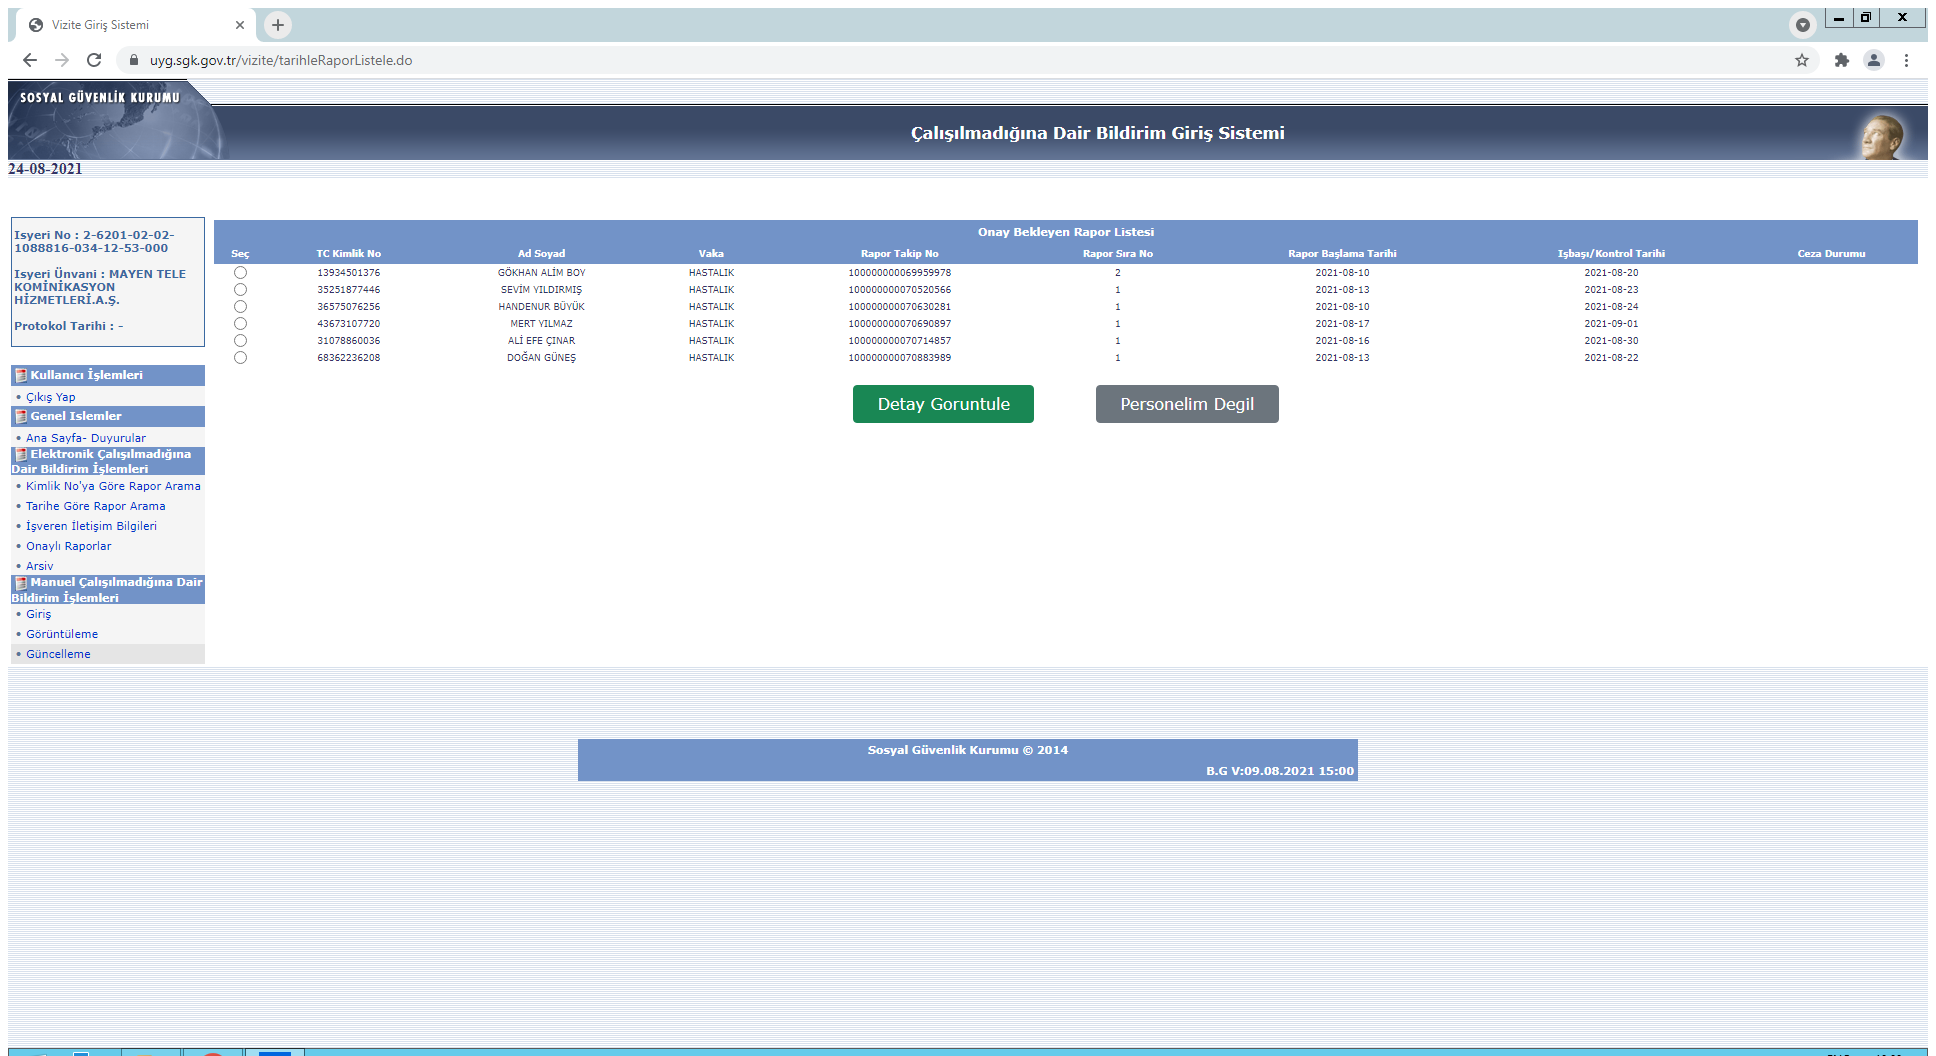 Vizite Giriş Sistemi
uyg.sgk.gov.tr/vizite/tarihleRaporListele.do
SOSYAL GÜVENLİK KURUMU
Çalışılmadığına Dair Bildirim Giriş Sistemi
24-08-2021
Isyeri No : 2-6201-02-02-
1088816-034-12-53-000
Isyeri Ünvani : MAYEN TELE
KOMİNİKASYON
HİZMETLERİ.A.Ş.
Protokol Tarihi : -
Kullanıcı İşlemleri
• Çıkış Yap
Genel Islemler
• Ana Sayfa- Duyurular
Elektronik Çalışılmadığına
Dair Bildirim İşlemleri
• Kimlik No'ya Göre Rapor Arama
• Tarihe Göre Rapor Arama
• İşveren İletişim Bilgileri
• Onaylı Raporlar
• Arsiv
Manuel Çalışılmadığına Dair
Bildirim İşlemleri
• Giriş
• Görüntüleme
• Güncelleme
Onay Bekleyen Rapor Listesi
Seç TC Kimlik No Ad Soyad Vaka Rapor Takip No Rapor Sıra No Rapor Başlama Tarihi Işbaşı/Kontrol Tarihi Ceza Durumu
13934501376 GÖKHAN ALİM BOY HASTALIK 100000000069959978 2 2021-08-10 2021-08-20
35251877446 SEVİM YILDIRMIŞ HASTALIK 100000000070520566 1 2021-08-13 2021-08-23
36575076256 HANDENUR BÜYÜK HASTALIK 100000000070630281 1 2021-08-10 2021-08-24
43673107720 MERT YILMAZ HASTALIK 100000000070690897 1 2021-08-17 2021-09-01
31078860036 ALİ EFE ÇINAR HASTALIK 100000000070714857 1 2021-08-16 2021-08-30
68362236208 DOĞAN GÜNEŞ HASTALIK 100000000070883989 1 2021-08-13 2021-08-22
Detay Goruntule Personelim Degil
Sosyal Güvenlik Kurumu © 2014
B.G V:09.08.2021 15:00